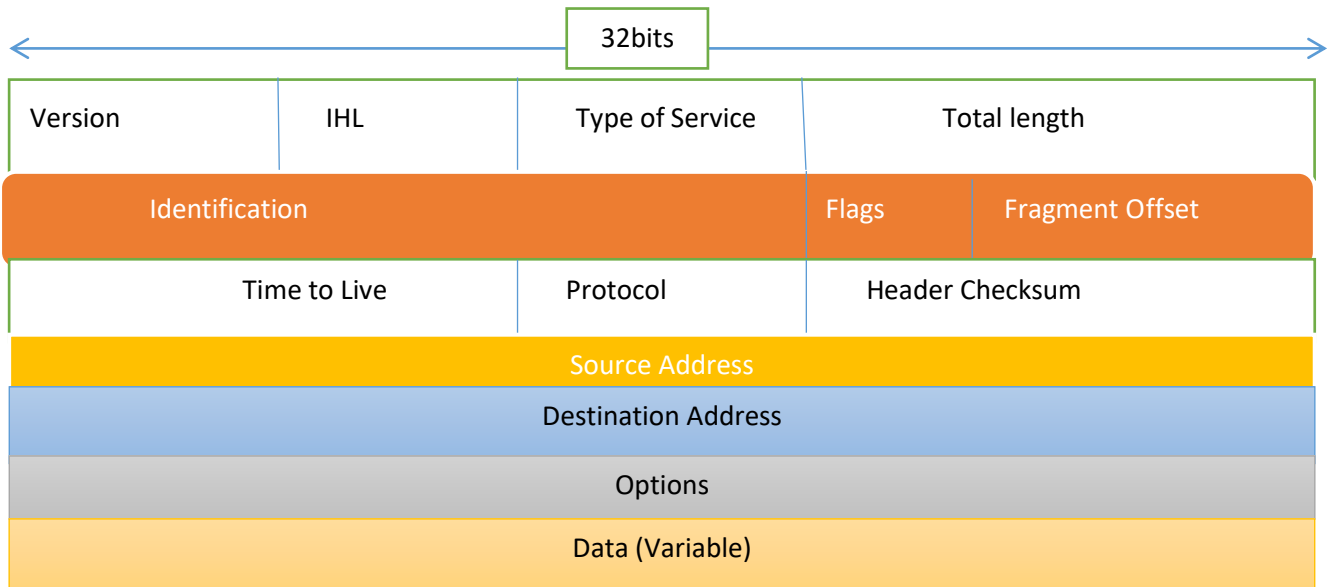 32bits
Version IHL Type of Service Total length
Identification Flags Fragment Offset
Time to Live Protocol Header Checksum
Source Address
Destination Address
Options
Data (Variable)